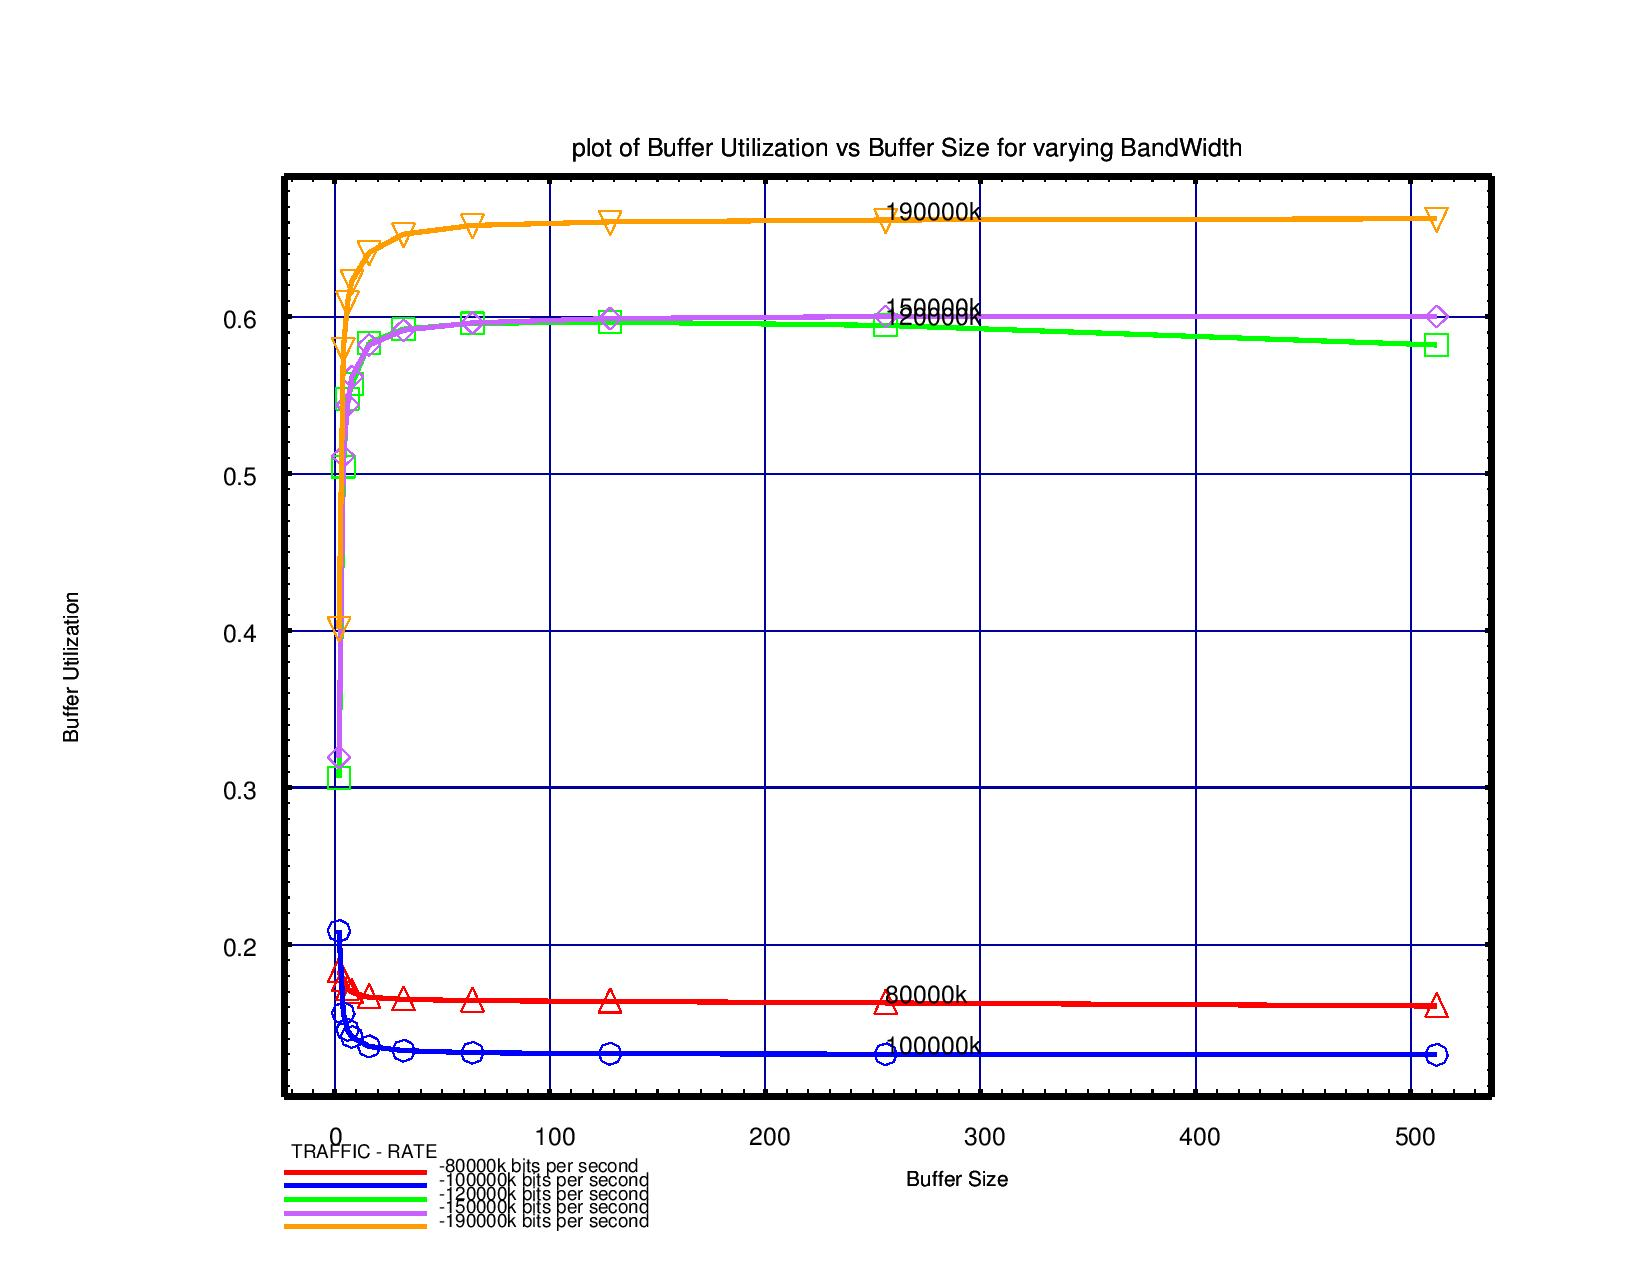 plot of Buffer Utilization vs Buffer Size for varying BandWidth
190000k
150000k
120000k
0.6
0.5
0.4
Buffer Utilization
0.3
0.2
80000k
100000k
0 100 200 300 400 500
TRAFFIC - RATE
Buffer Size
-80000k bits per second
-100000k bits per second
-120000k bits per second
-150000k bits per second
-190000k bits per second